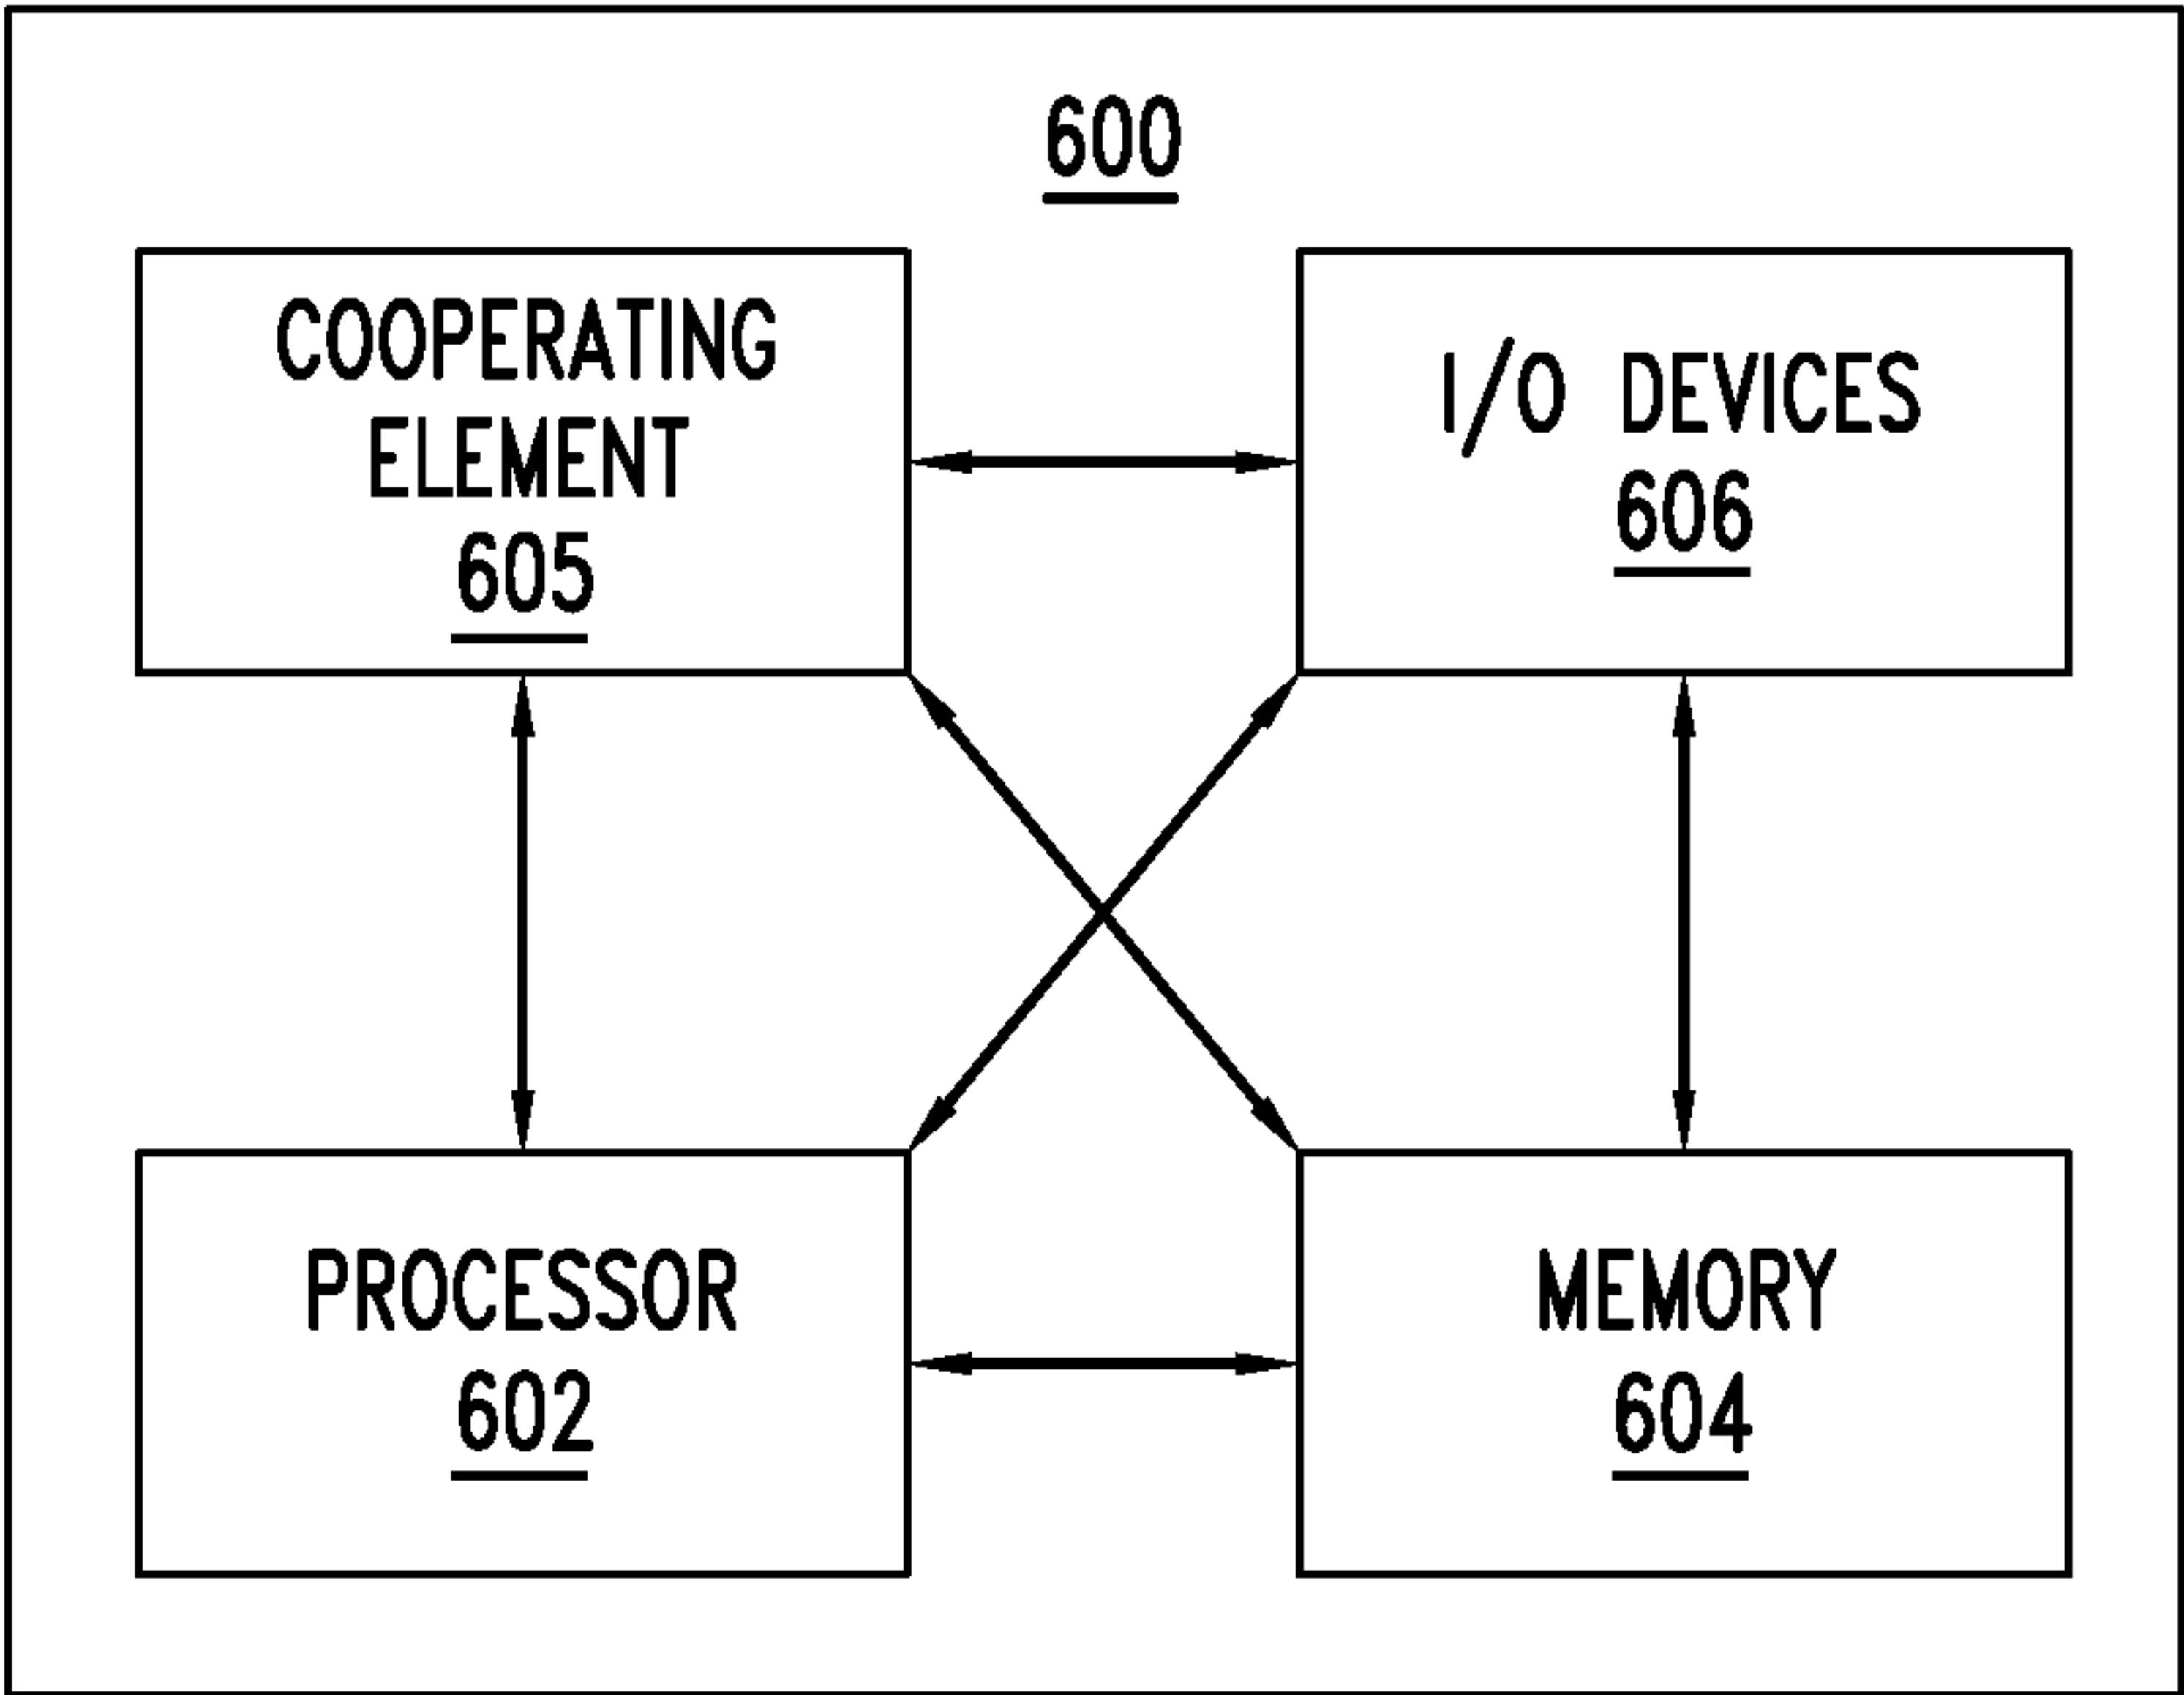 600
COOPERATING
ELEMENT
605
I/O DEVICES
606
PROCESSOR
602
MEMORY
604